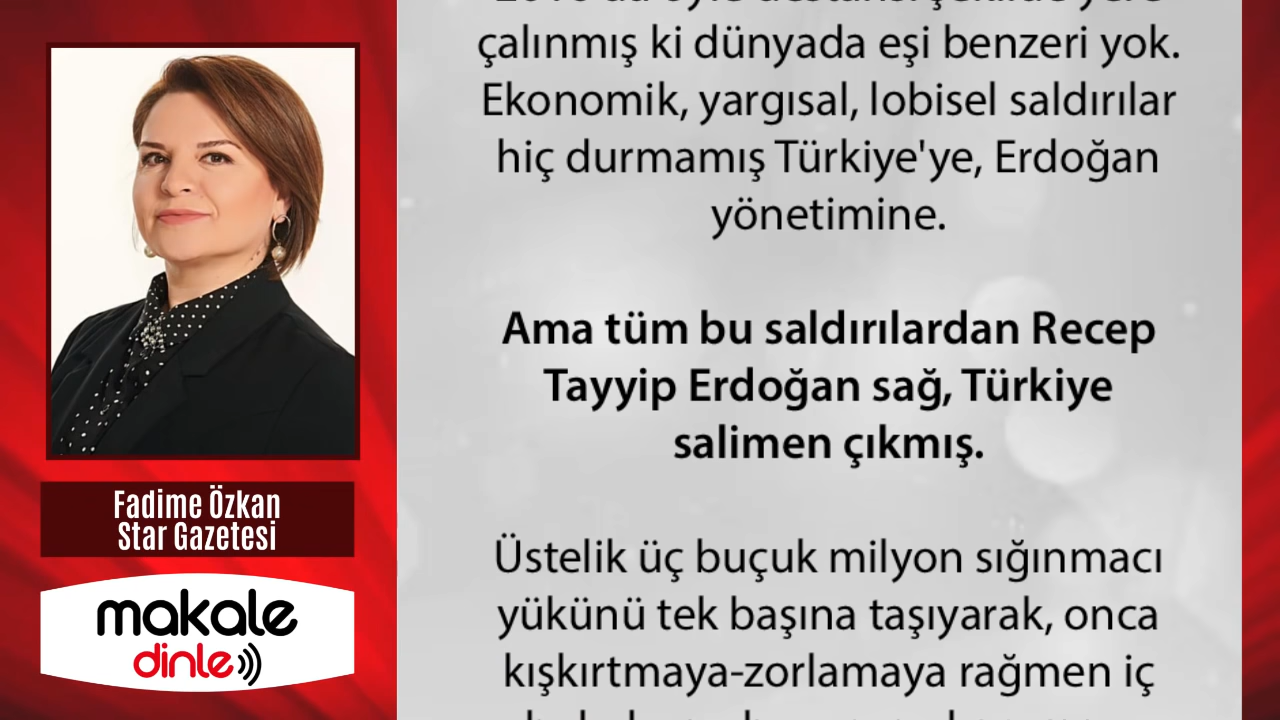 çalınmış ki dünyada eşi benzeri yok.
Ekonomik, yargısal, lobisel saldırılar
hiç durmamış Türkiye'ye, Erdoğan
yönetimine.
Ama tüm bu saldırılardan Recep
Tayyip Erdoğan sağ, Türkiye
salimen çıkmış.
Üstelik üç buçuk milyon sığınmacı
yükünü tek başına taşıyarak, onca
kışkırtmaya-zorlamaya rağmen iç
Fadime Özkan
Star Gazetesi
makale
dinle